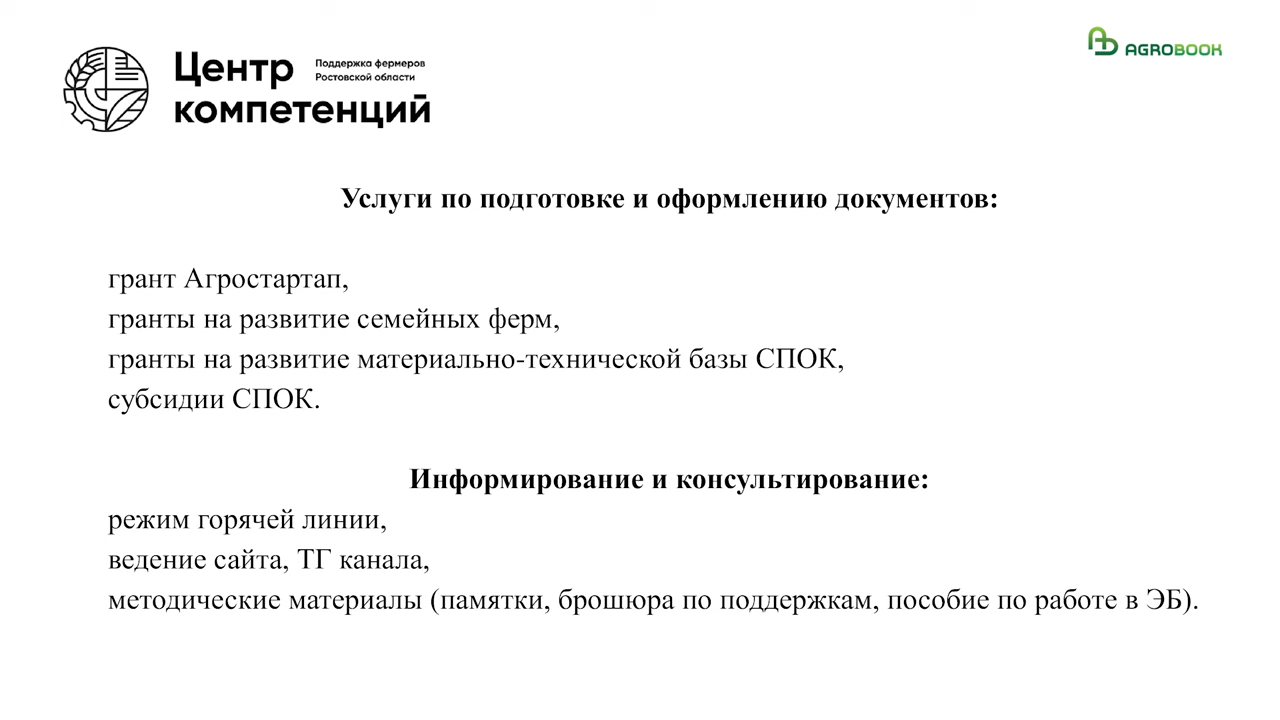 Центр
компетенций
Поддержка фермеров
Ростовской области
AGROBOOK
Услуги по подготовке и оформлению документов:
грант Агростартап,
гранты на развитие семейных ферм,
гранты на развитие материально-технической базы СПОК,
субсидии СПОК.
Информирование и консультирование:
режим горячей линии,
ведение сайта, ТГ канала,
методические материалы (памятки, брошюра по поддержкам, пособие по работе в ЭБ).